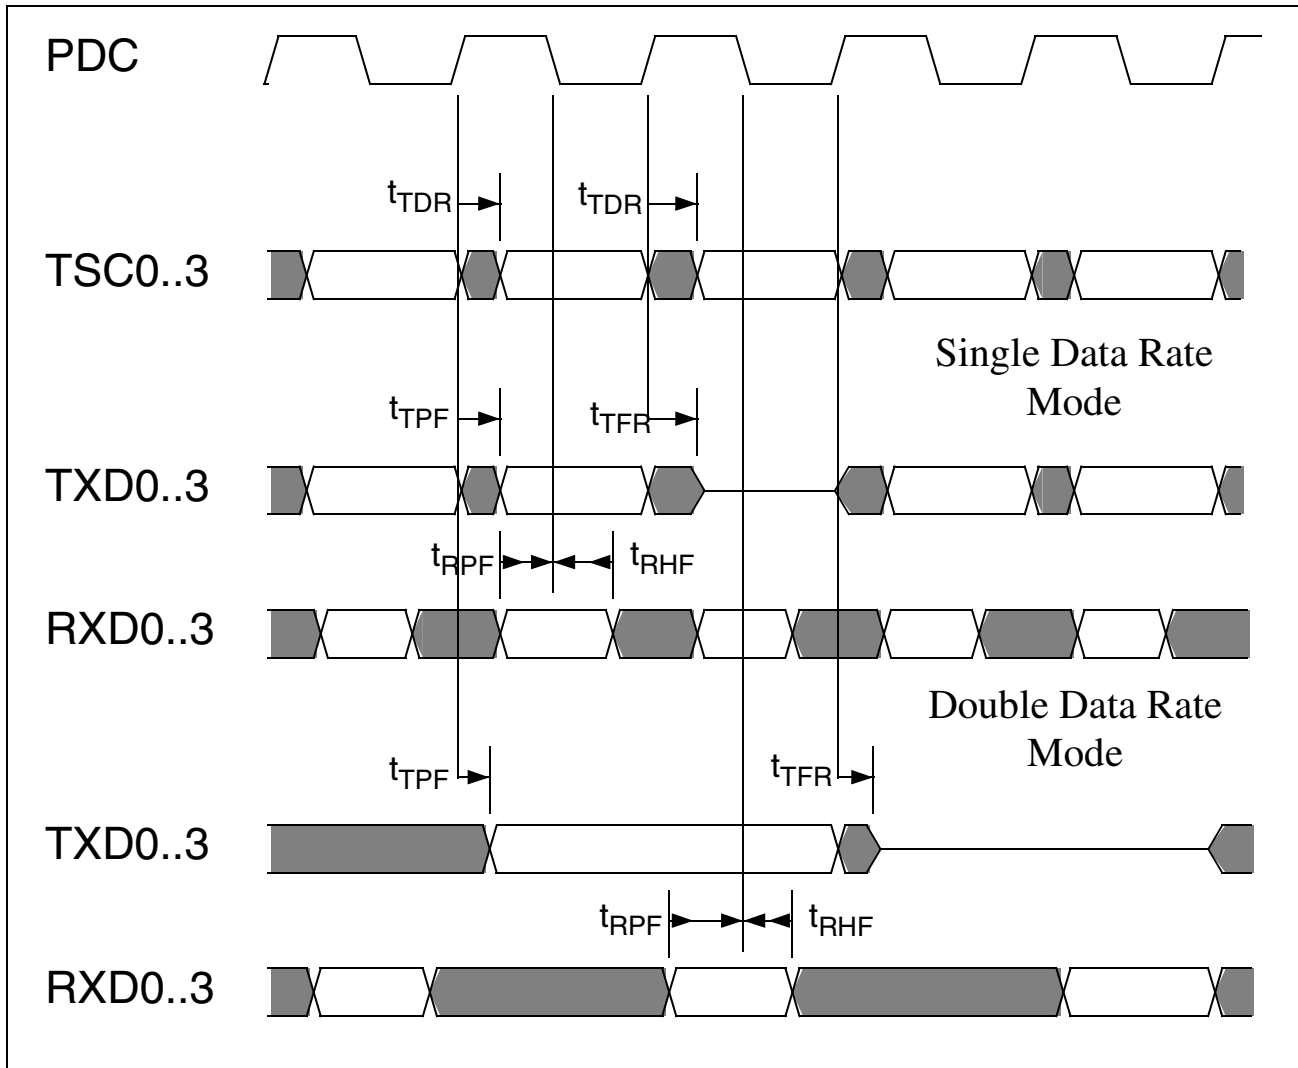 PDC
tTDR tTDR
TSC0..3
Single Data Rate
Mode
tTPF tTFR
TXD0..3
tRPF tRHF
RXD0..3
Double Data Rate
Mode
tTPF tTFR
TXD0..3
tRPF tRHF
RXD0..3